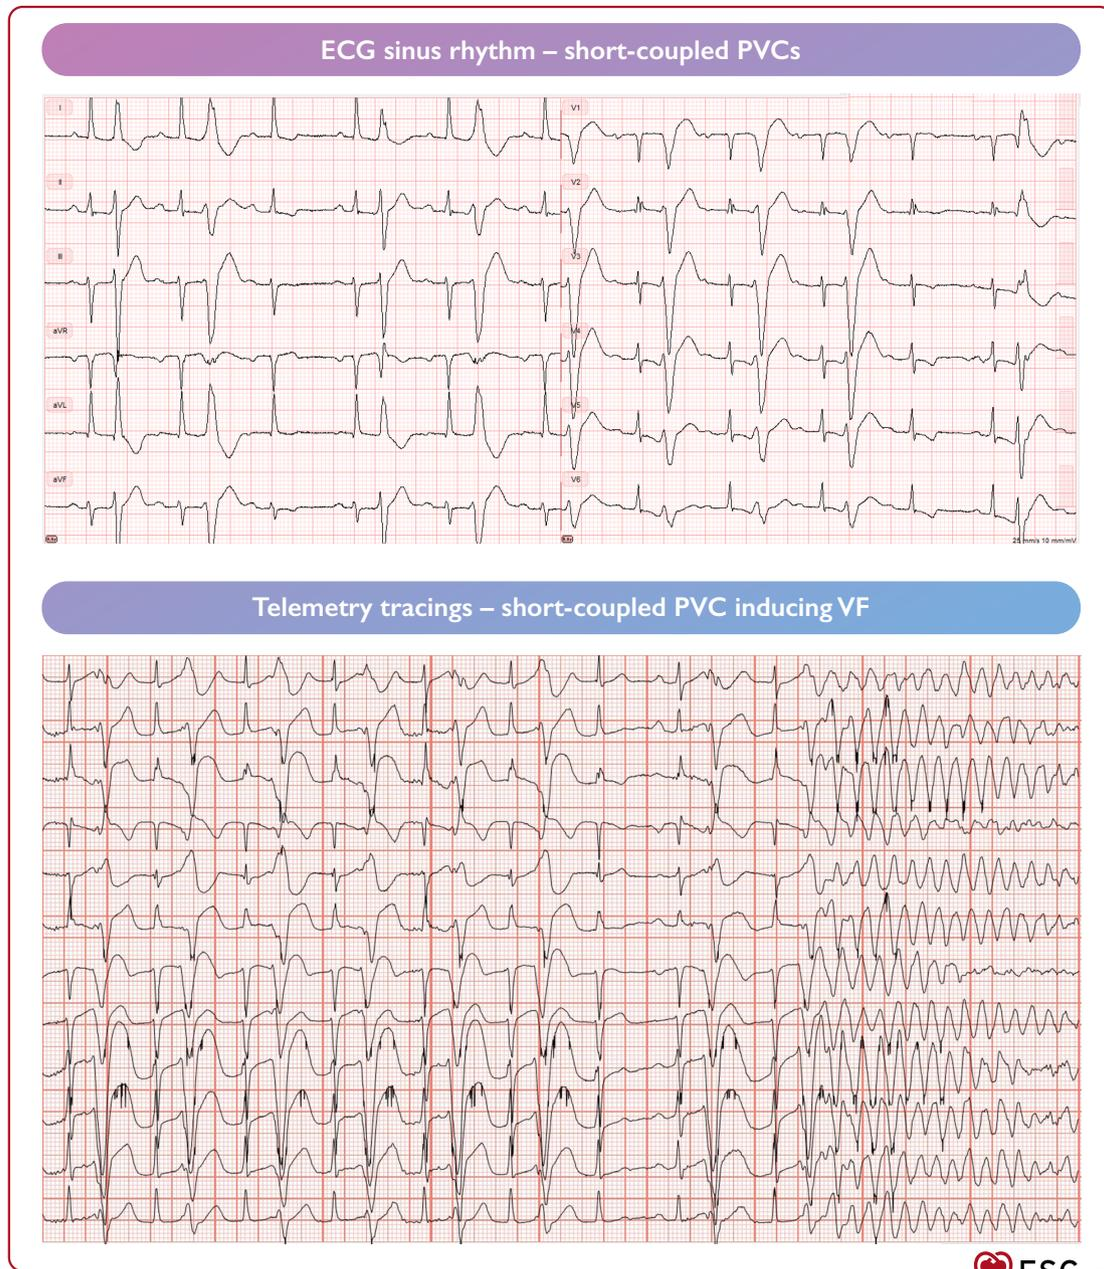 ECG sinus rhythm – short-coupled PVCs
I
V1
II
V2
III
V3
aVR
V4
aVL
V5
aVF
V6
25 mm/s 10 mm/mV
Telemetry tracings – short-coupled PVC inducing VF
ESC